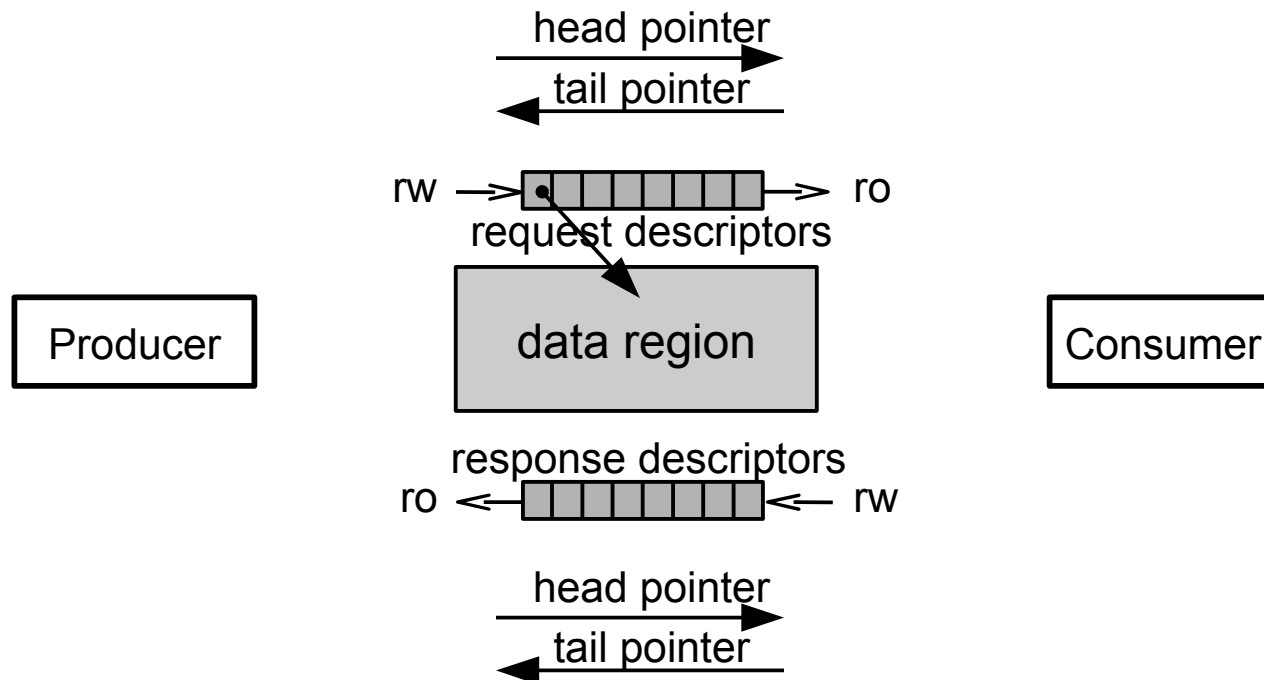 head pointer
tail pointer
rw
ro
request descriptors
Producer
data region
Consumer
response descriptors
ro
rw
head pointer
tail pointer